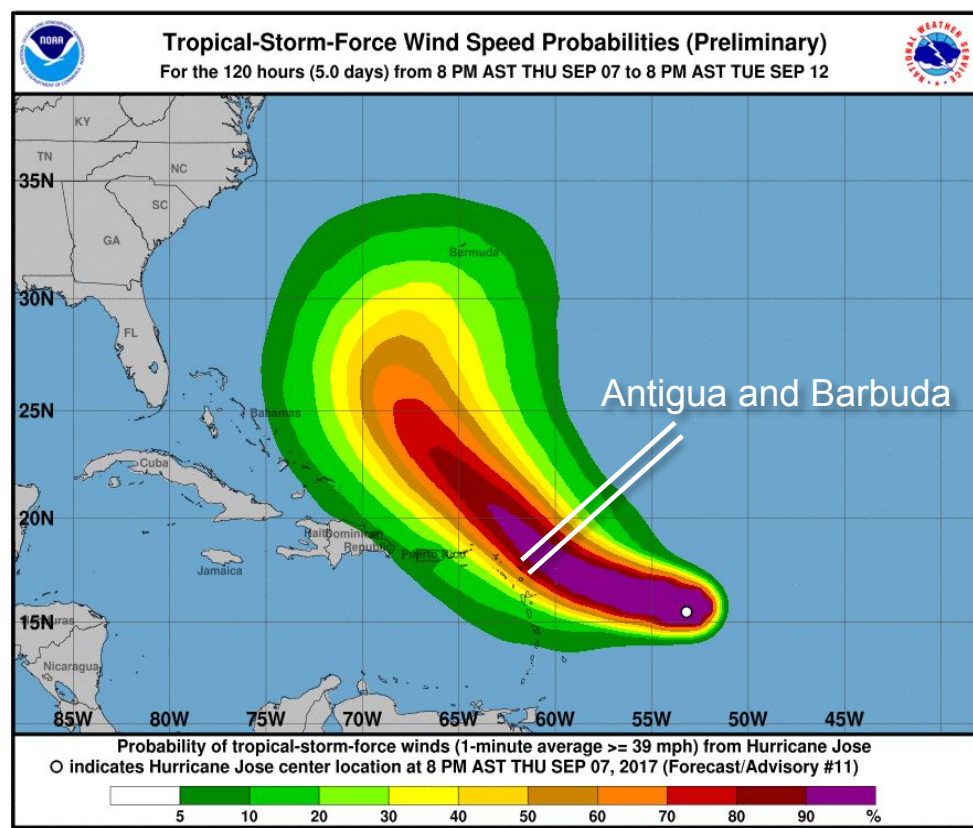 NOAA
Tropical-Storm-Force Wind Speed Probabilities (Preliminary)
For the 120 hours (5.0 days) from 8 PM AST THU SEP 07 to 8 PM AST TUE SEP 12
NATIONAL WEATHER SERVICE
KY
TN
NC
35N
SC
GA
Bermuda
30N
FL
Antigua and Barbuda
25N
Bahamas
Cuba
20N
Dominican
Republic
Puerto Rico
Jamaica
15N
Nicaragua
85W 80W 75W 70W 65W 60W 55W 50W 45W
Probability of tropical-storm-force winds (1-minute average >= 39 mph) from Hurricane Jose
O indicates Hurricane Jose center location at 8 PM AST THU SEP 07, 2017 (Forecast/Advisory #11)
5 10 20 30 40 50 60 70 80 90 %